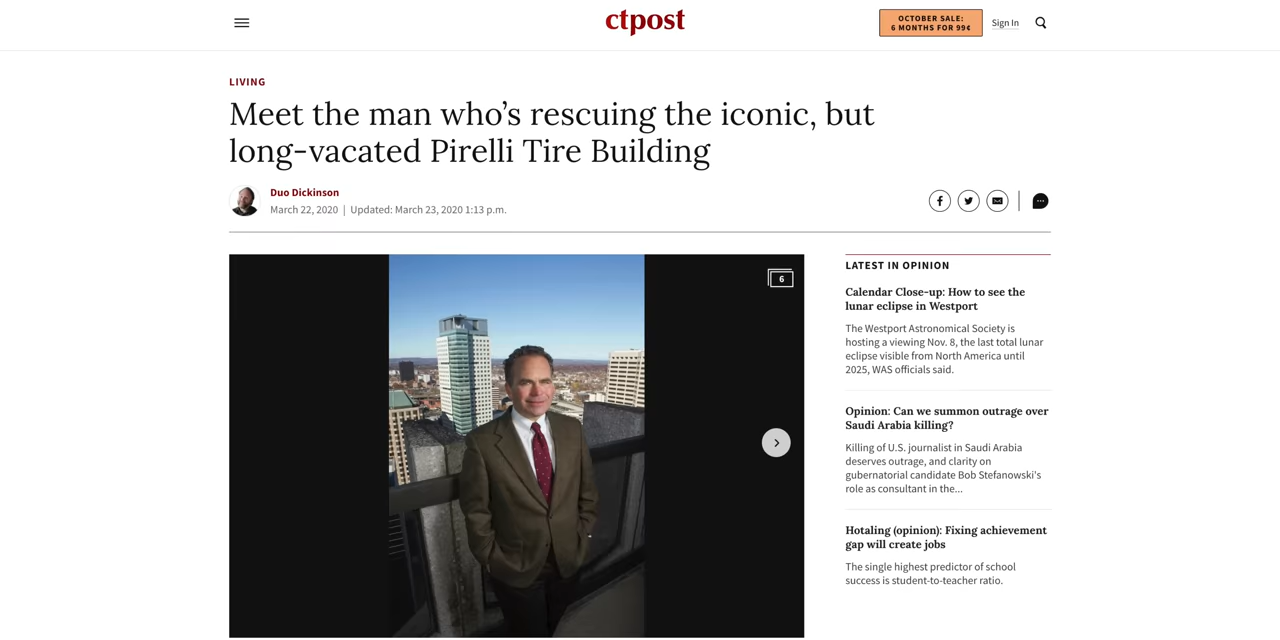 ctpost
OCTOBER SALE:
6 MONTHS FOR 99¢
Sign In
LIVING
Meet the man who’s rescuing the iconic, but
long-vacated Pirelli Tire Building
Duo Dickinson
March 22, 2020 | Updated: March 23, 2020 1:13 p.m.
6
LATEST IN OPINION
Calendar Close-up: How to see the
lunar eclipse in Westport
The Westport Astronomical Society is
hosting a viewing Nov. 8, the last total lunar
eclipse visible from North America until
2025, WAS officials said.
Opinion: Can we summon outrage over
Saudi Arabia killing?
Killing of U.S. journalist in Saudi Arabia
deserves outrage, and clarity on
gubernatorial candidate Bob Stefanowski's
role as consultant in the...
Hotaling (opinion): Fixing achievement
gap will create jobs
The single highest predictor of school
success is student-to-teacher ratio.